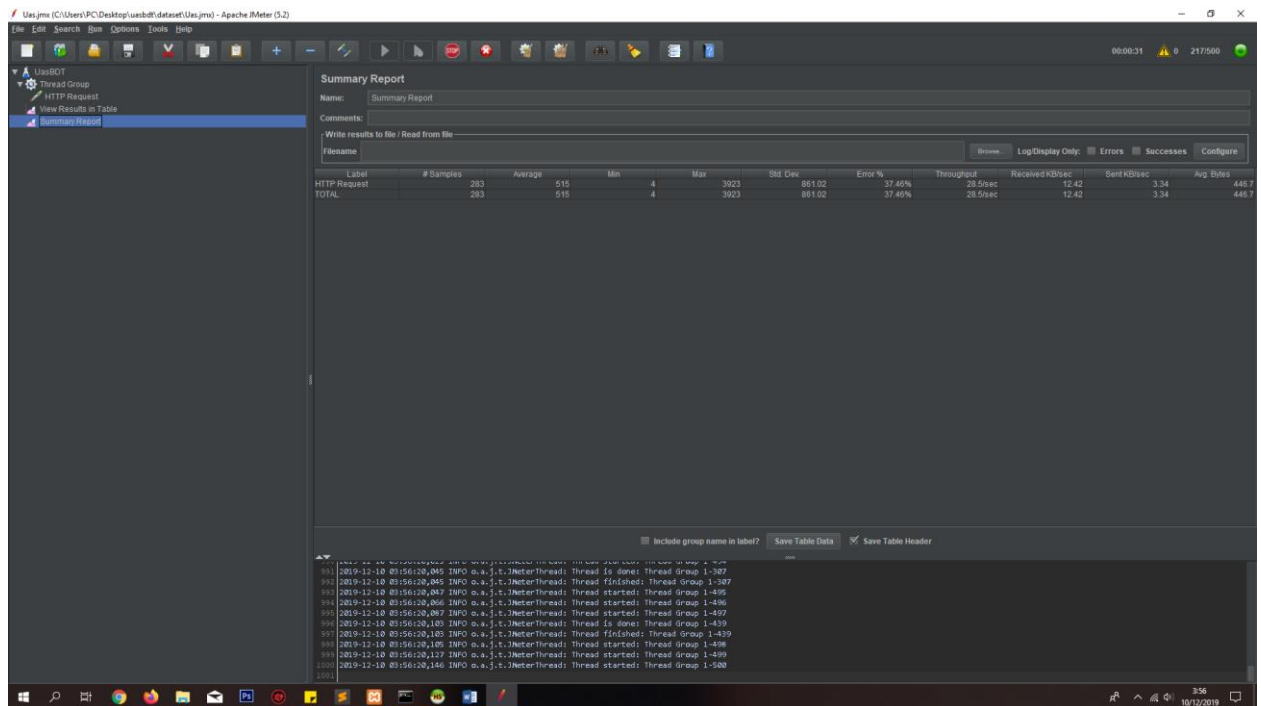 Uas.jmx (C:\Users\PC\Desktop\uasbdt\dataset\Uas.jmx) - Apache JMeter (5.2)
File Edit Search Run Options Tools Help
00:00:31 0 217/500
UasBDT
Thread Group
HTTP Request
View Results in Table
Summary Report
Summary Report
Name: Summary Report
Comments:
Write results to file / Read from file
Filename Browse... Log/Display Only: Errors Successes Configure
Label # Samples Average Min Max Std. Dev. Error % Throughput Received KB/sec Sent KB/sec Avg. Bytes
HTTP Request 283 515 4 3923 861.02 37.46% 28.5/sec 12.42 3.34 446.7
TOTAL 283 515 4 3923 861.02 37.46% 28.5/sec 12.42 3.34 446.7
Include group name in label? Save Table Data Save Table Header
991 2019-12-10 03:56:20,045 INFO o.a.j.t.JMeterThread: Thread is done: Thread Group 1-307
992 2019-12-10 03:56:20,045 INFO o.a.j.t.JMeterThread: Thread finished: Thread Group 1-307
993 2019-12-10 03:56:20,047 INFO o.a.j.t.JMeterThread: Thread started: Thread Group 1-495
994 2019-12-10 03:56:20,066 INFO o.a.j.t.JMeterThread: Thread started: Thread Group 1-496
995 2019-12-10 03:56:20,087 INFO o.a.j.t.JMeterThread: Thread started: Thread Group 1-497
996 2019-12-10 03:56:20,103 INFO o.a.j.t.JMeterThread: Thread is done: Thread Group 1-439
997 2019-12-10 03:56:20,103 INFO o.a.j.t.JMeterThread: Thread finished: Thread Group 1-439
998 2019-12-10 03:56:20,105 INFO o.a.j.t.JMeterThread: Thread started: Thread Group 1-498
999 2019-12-10 03:56:20,127 INFO o.a.j.t.JMeterThread: Thread started: Thread Group 1-499
1000 2019-12-10 03:56:20,146 INFO o.a.j.t.JMeterThread: Thread started: Thread Group 1-500
1001
3:56
10/12/2019